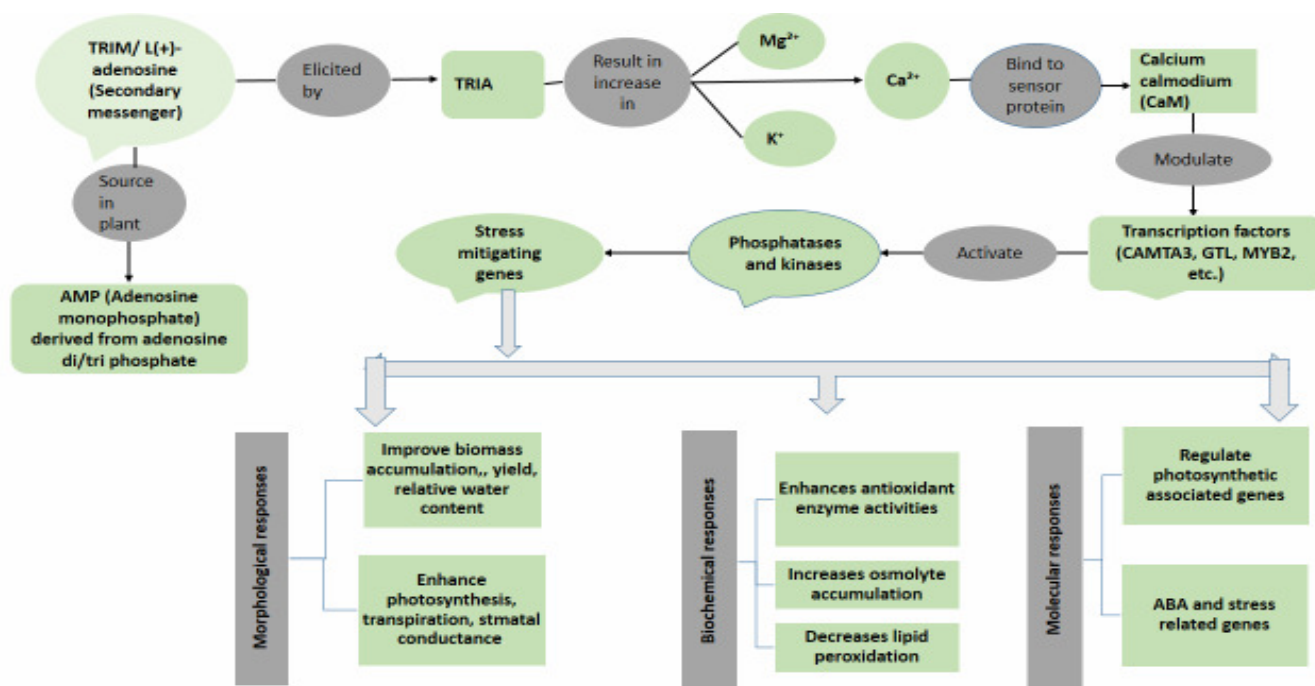 TRIM/ L(+)-
adenosine
(Secondary
messenger)
Elicited
by
TRIA
Result in
increase
in
Mg²⁺
Ca²⁺
K⁺
Bind to
sensor
protein
Calcium
calmodium
(CaM)
Source
in
plant
Modulate
AMP (Adenosine
monophosphate)
derived from adenosine
di/tri phosphate
Stress
mitigating
genes
Phosphatases
and kinases
Activate
Transcription factors
(CAMTA3, GTL, MYB2,
etc.)
Morphological responses
Improve biomass
accumulation,, yield,
relative water
content
Enhance
photosynthesis,
transpiration, stmatal
conductance
Biochemical responses
Enhances antioxidant
enzyme activities
Increases osmolyte
accumulation
Decreases lipid
peroxidation
Molecular responses
Regulate
photosynthetic
associated genes
ABA and stress
related genes